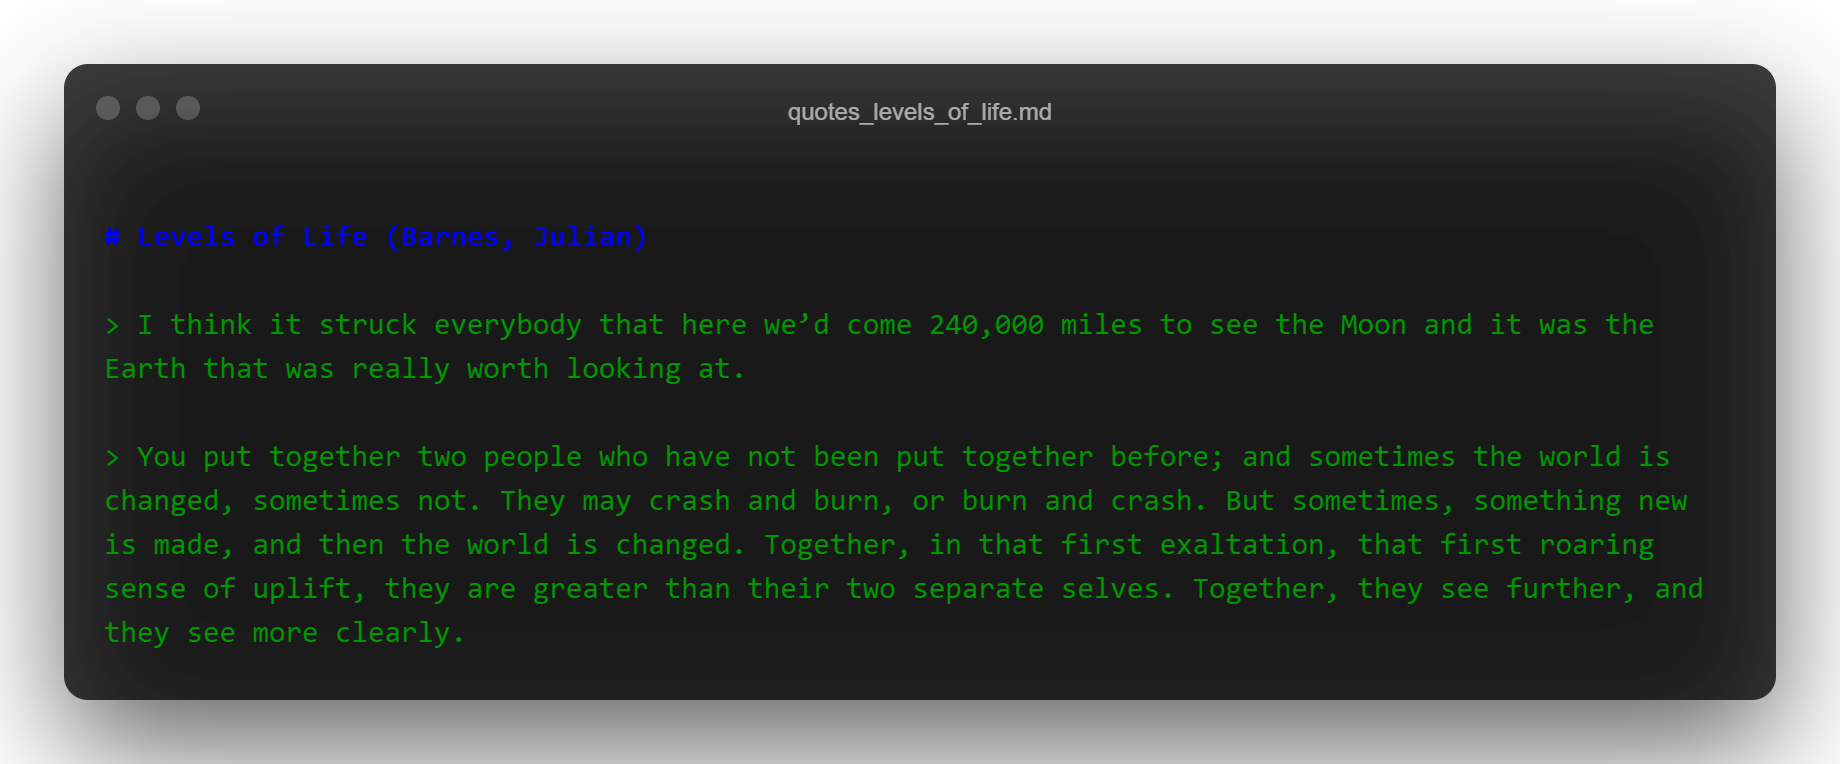 quotes_levels_of_life.md
# Levels of Life (Barnes, Julian)
> I think it struck everybody that here we’d come 240,000 miles to see the Moon and it was the
Earth that was really worth looking at.
> You put together two people who have not been put together before; and sometimes the world is
changed, sometimes not. They may crash and burn, or burn and crash. But sometimes, something new
is made, and then the world is changed. Together, in that first exaltation, that first roaring
sense of uplift, they are greater than their two separate selves. Together, they see further, and
they see more clearly.